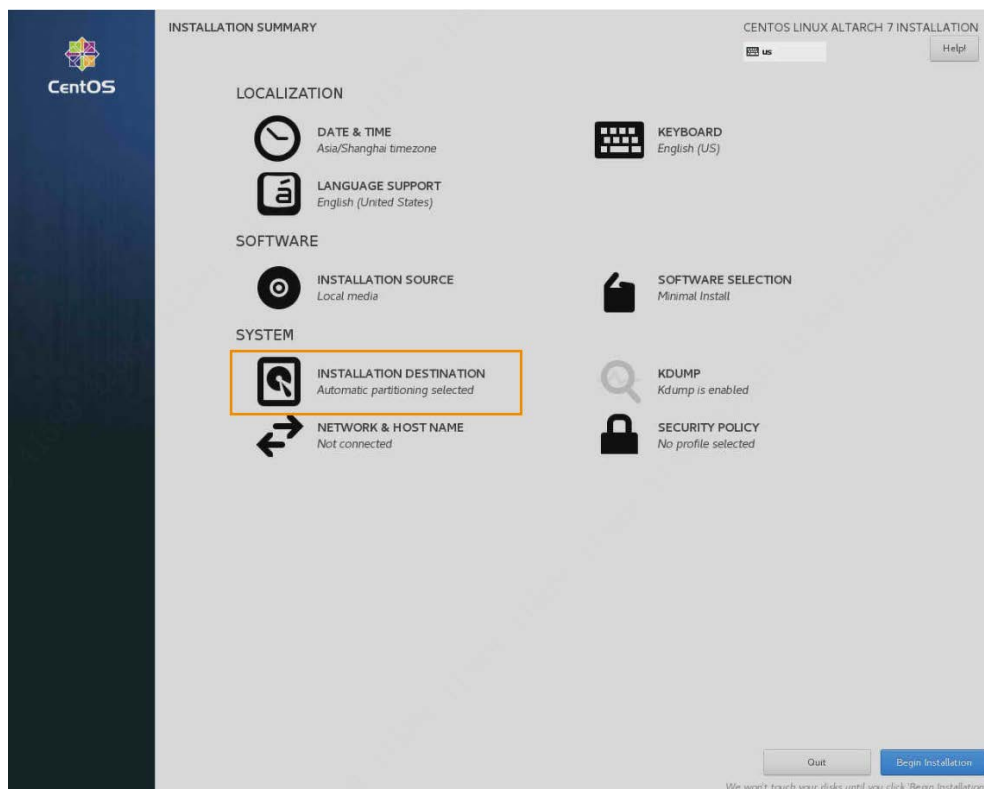 INSTALLATION SUMMARY
CENTOS LINUX ALTARCH 7 INSTALLATION
us
Help!
CentOS
LOCALIZATION
DATE & TIME
Asia/Shanghai timezone
KEYBOARD
English (US)
LANGUAGE SUPPORT
English (United States)
SOFTWARE
INSTALLATION SOURCE
Local media
SOFTWARE SELECTION
Minimal Install
SYSTEM
INSTALLATION DESTINATION
Automatic partitioning selected
KDUMP
Kdump is enabled
NETWORK & HOST NAME
Not connected
SECURITY POLICY
No profile selected
Quit
Begin Installation
We won't touch your disks until you click 'Begin Installation